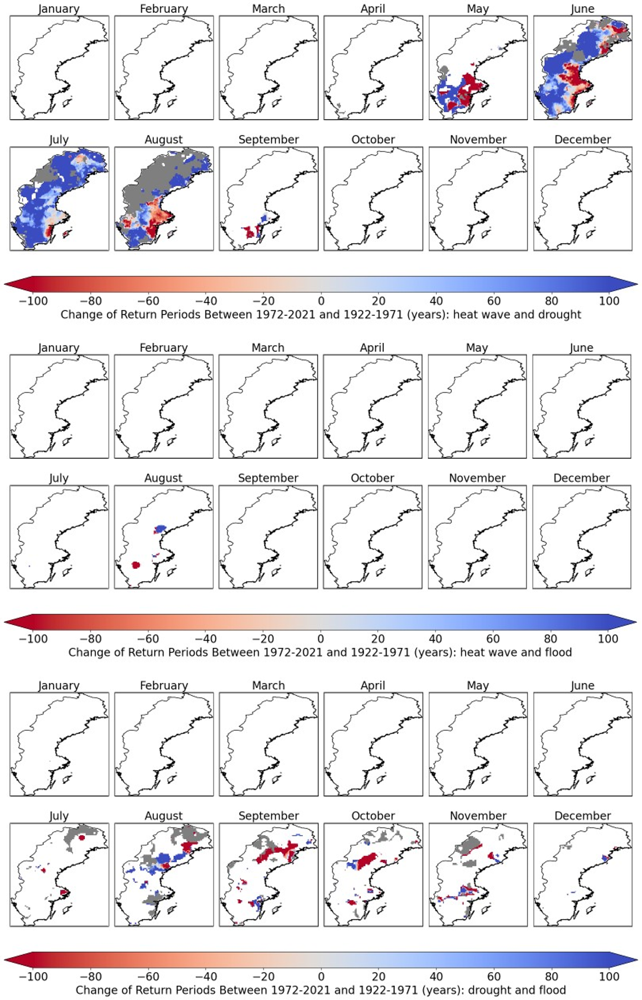 January February March April May June
July August September October November December
−100 −80 −60 −40 −20 0 20 40 60 80 100
Change of Return Periods Between 1972-2021 and 1922-1971 (years): heat wave and drought
January February March April May June
July August September October November December
−100 −80 −60 −40 −20 0 20 40 60 80 100
Change of Return Periods Between 1972-2021 and 1922-1971 (years): heat wave and flood
January February March April May June
July August September October November December
−100 −80 −60 −40 −20 0 20 40 60 80 100
Change of Return Periods Between 1972-2021 and 1922-1971 (years): drought and flood